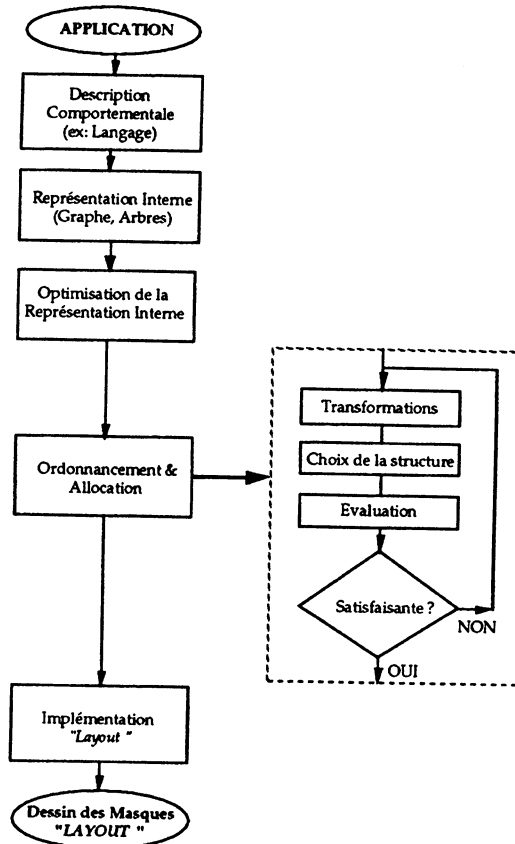 APPLICATION
Description
Comportementale
(ex: Langage)
Représentation Interne
(Graphe, Arbres)
Optimisation de la
Représentation Interne
Ordonnancement &
Allocation
Transformations
Choix de la structure
Evaluation
Satisfaisante ?
NON
OUI
Implémentation
"Layout "
Dessin des Masques
"LAYOUT "